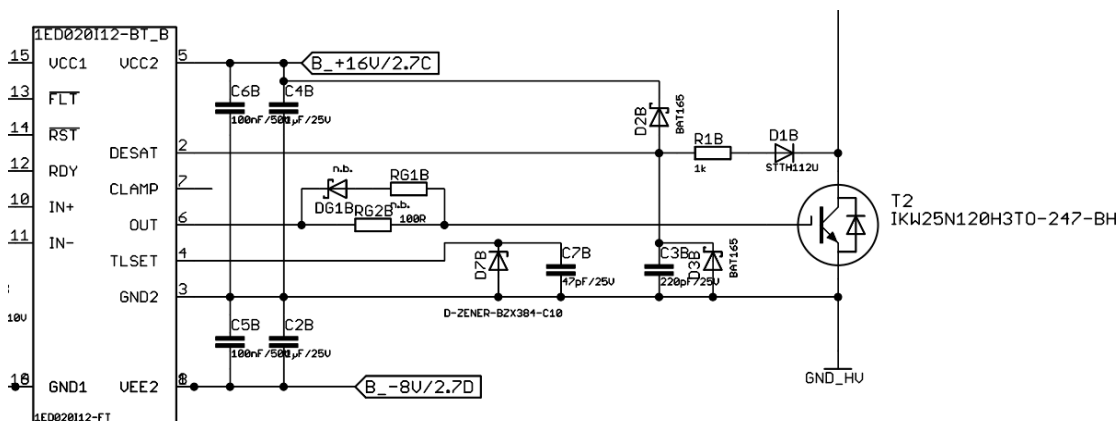 1ED020I12-BT_B
15 VCC1 VCC2 5
B_+16V/2.7C
13 FLT
C6B C4B
100nF/50V 1µF/25V
D2B BAT165
14 RST
R1B D1B
DESAT 2
1k STTH112U
12 RDY
n.b.
CLAMP 7
RG1B
T2
10 IN+
DG1B n.b.
IKW25N120H3TO-247-BH
OUT 6
RG2B 100R
11 IN-
TLSET 4
D7B C7B C3B D3B BAT165
47pF/25V 220pF/25V
GND2 3
D-ZENER-BZX384-C10
10V
C5B C2B
100nF/50V 1µF/25V
GND_HV
GND1 VEE2
B_-8V/2.7D
1ED020I12-FT